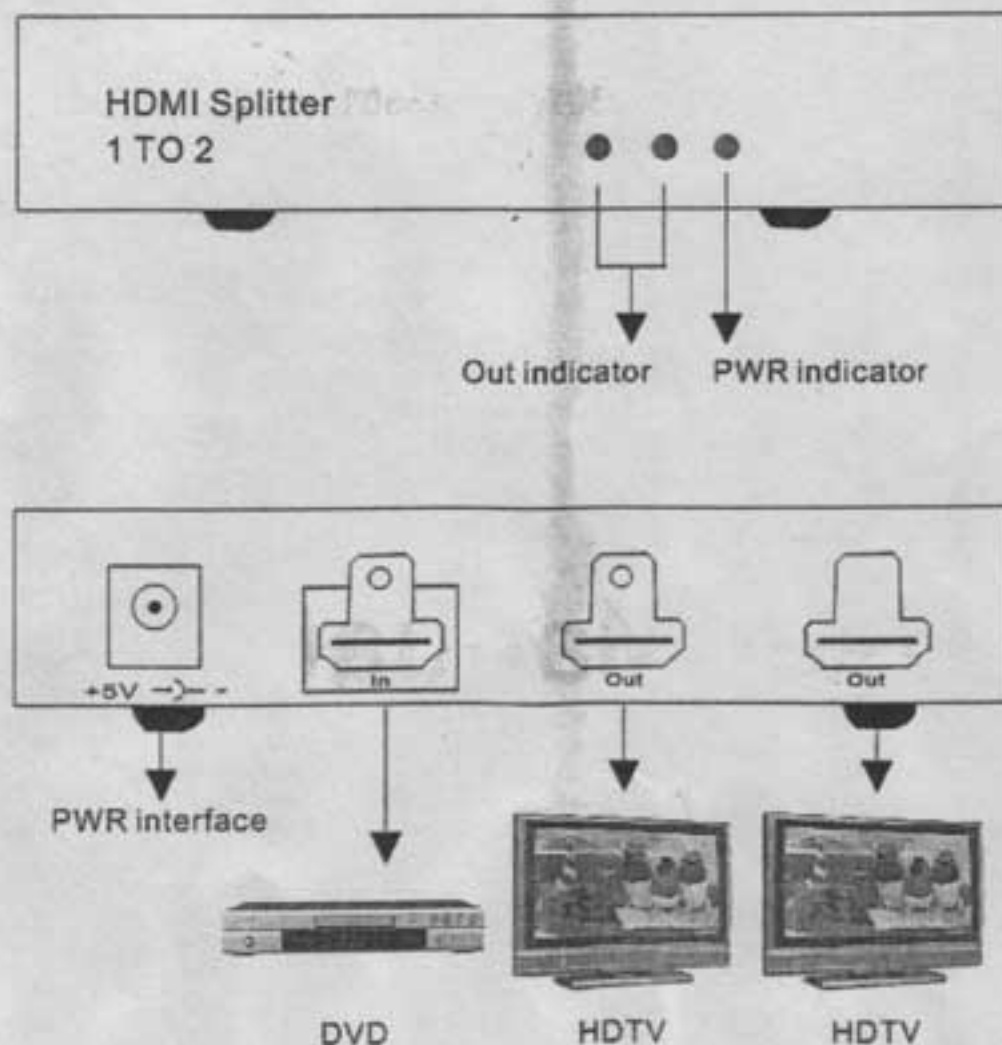 HDMI Splitter
1 TO 2
Out indicator PWR indicator
+5V -
In Out Out
PWR interface
DVD HDTV HDTV